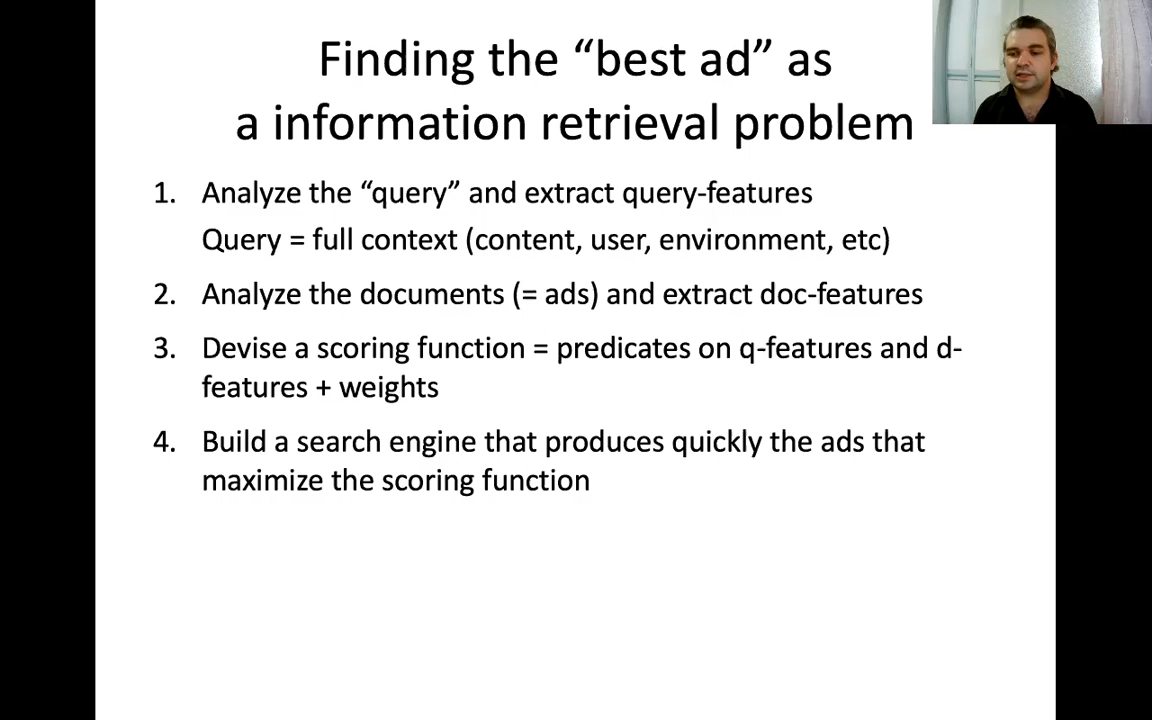 Finding the “best ad” as
a information retrieval problem
1. Analyze the “query” and extract query-features
Query = full context (content, user, environment, etc)
2. Analyze the documents (= ads) and extract doc-features
3. Devise a scoring function = predicates on q-features and d-
features + weights
4. Build a search engine that produces quickly the ads that
maximize the scoring function